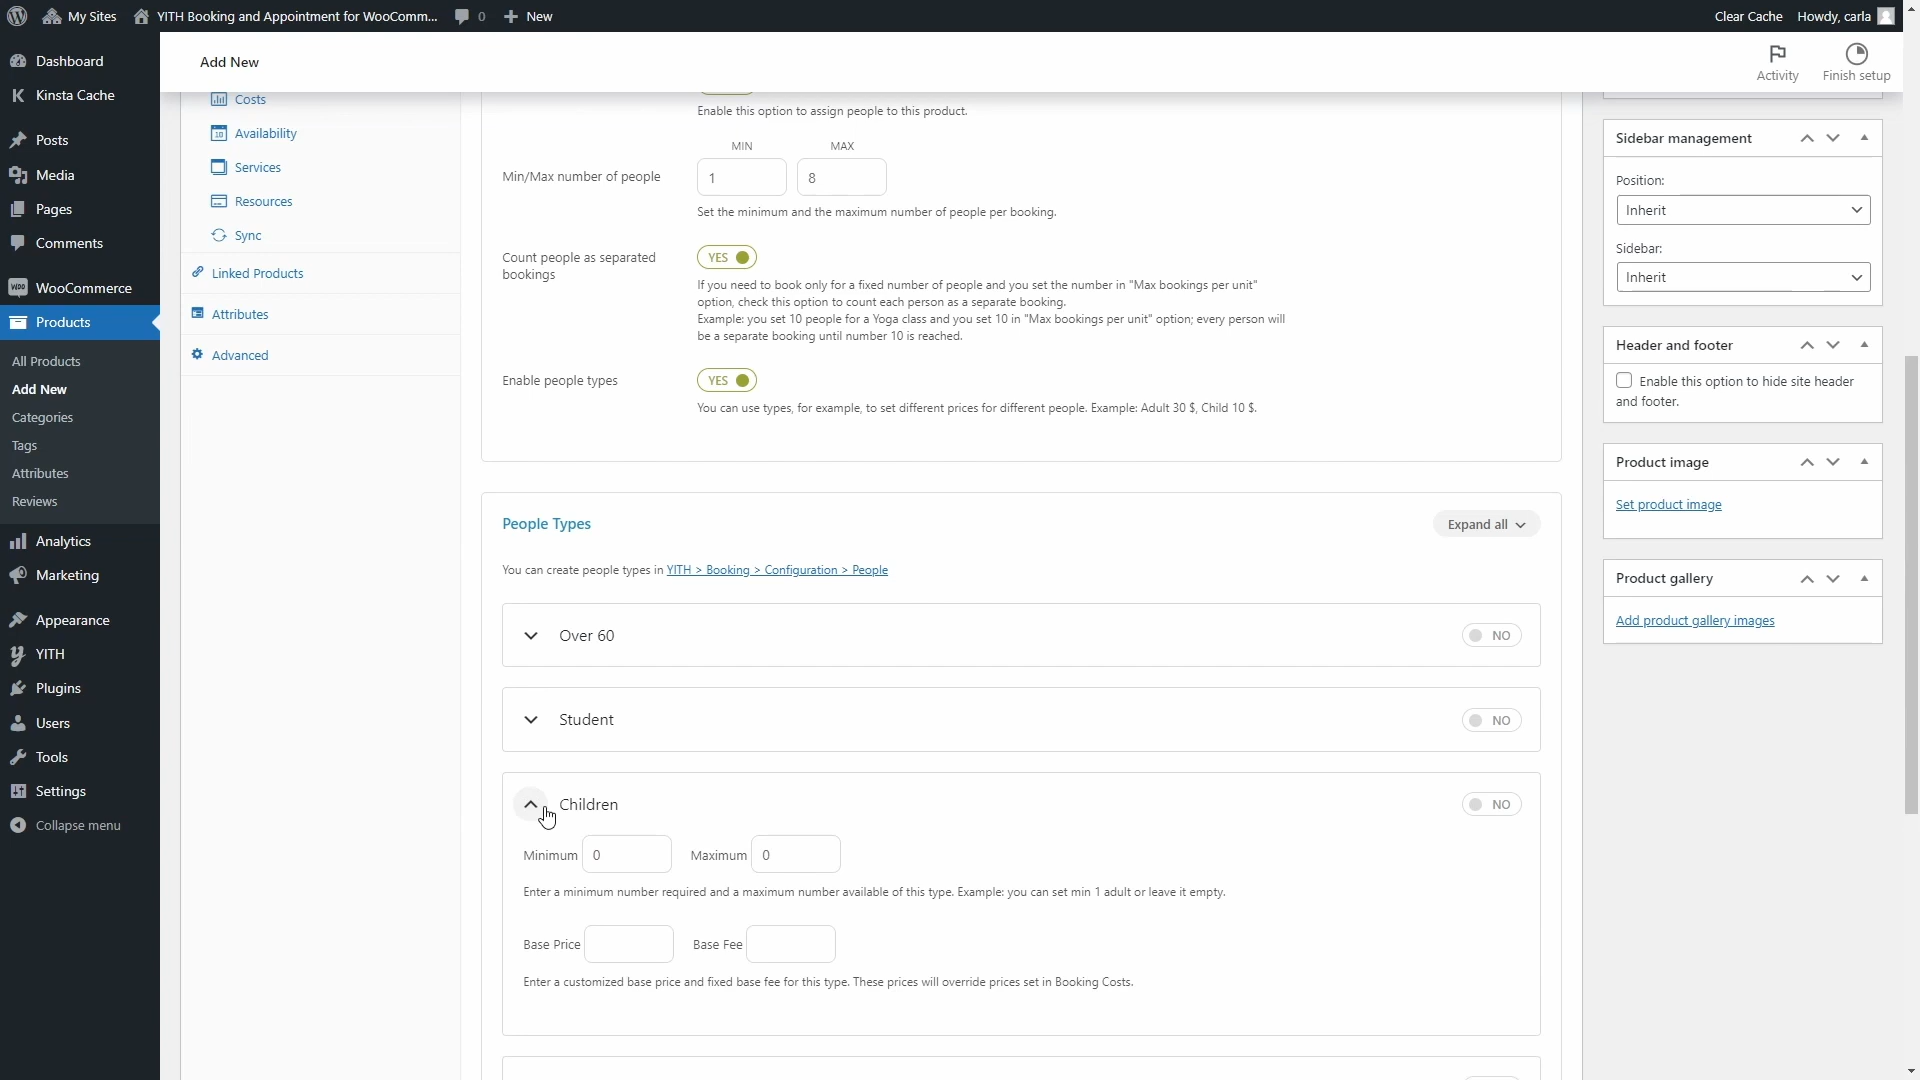 My Sites
YITH Booking and Appointment for WooComm...
0
New
Clear Cache
Howdy, carla
Dashboard
Kinsta Cache
Posts
Media
Pages
Comments
WooCommerce
Products
All Products
Add New
Categories
Tags
Attributes
Reviews
Analytics
Marketing
Appearance
YITH
Plugins
Users
Tools
Settings
Collapse menu
Add New
Activity
Finish setup
Costs
Availability
Services
Resources
Sync
Linked Products
Attributes
Advanced
Enable this option to assign people to this product.
MIN MAX
Min/Max number of people 1 8
Set the minimum and the maximum number of people per booking.
Count people as separated
bookings
YES
If you need to book only for a fixed number of people and you set the number in "Max bookings per unit"
option, check this option to count each person as a separate booking.
Example: you set 10 people for a Yoga class and you set 10 in "Max bookings per unit" option; every person will
be a separate booking until number 10 is reached.
Enable people types YES
You can use types, for example, to set different prices for different people. Example: Adult 30 $, Child 10 $.
People Types
Expand all
You can create people types in YITH > Booking > Configuration > People
Over 60 NO
Student NO
Children NO
Minimum 0 Maximum 0
Enter a minimum number required and a maximum number available of this type. Example: you can set min 1 adult or leave it empty.
Base Price Base Fee
Enter a customized base price and fixed base fee for this type. These prices will override prices set in Booking Costs.
Sidebar management
Position:
Inherit
Sidebar:
Inherit
Header and footer
Enable this option to hide site header
and footer.
Product image
Set product image
Product gallery
Add product gallery images